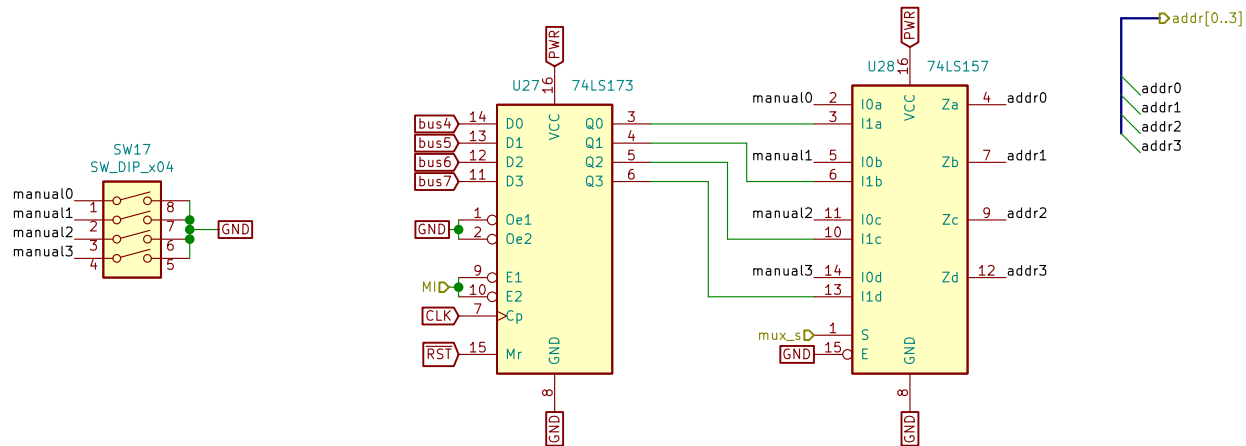 SW17
SW_DIP_x04
manual0
manual1
manual2
manual3
1
2
3
4
8
7
6
5
GND
PWR
16
U27
74LS173
VCC
bus4
bus5
bus6
bus7
14
13
12
11
D0
D1
D2
D3
Q0
Q1
Q2
Q3
3
4
5
6
GND
1
2
Oe1
Oe2
MI
9
10
E1
E2
CLK
7
Cp
RST
15
Mr
GND
8
GND
PWR
16
U28
74LS157
VCC
manual0
2
I0a
3
I1a
manual1
5
I0b
6
I1b
manual2
11
I0c
10
I1c
manual3
14
I0d
13
I1d
mux_s
1
S
GND
15
E
Za
4
addr0
Zb
7
addr1
Zc
9
addr2
Zd
12
addr3
GND
8
GND
addr[0..3]
addr0
addr1
addr2
addr3